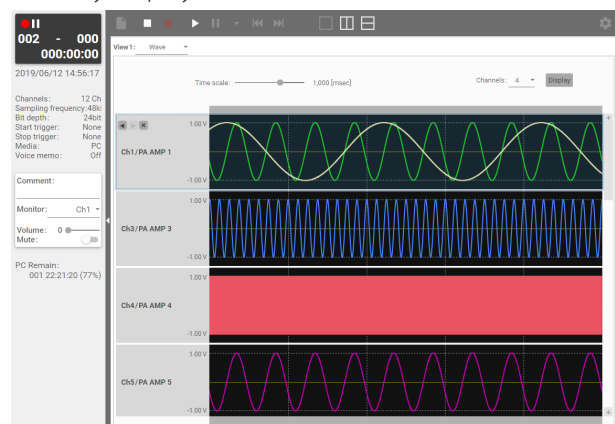 002 - 000
000:00:00
2019/06/12 14:56:17
Channels: 12 Ch
Sampling frequency:48kl
Bit depth: 24bit
Start trigger: None
Stop trigger: None
Media: PC
Voice memo: Off
Comment:
Monitor: Ch1
Volume: 0
Mute:
PC Remain:
001 22:21:20 (77%)
View1: Wave
Time scale: 1,000 [msec]
Channels: 4 Display
1.00 V
Ch1/PA AMP 1
-1.00 V
1.00 V
Ch3/PA AMP 3
-1.00 V
1.00 V
Ch4/PA AMP 4
-1.00 V
1.00 V
Ch5/PA AMP 5
-1.00 V